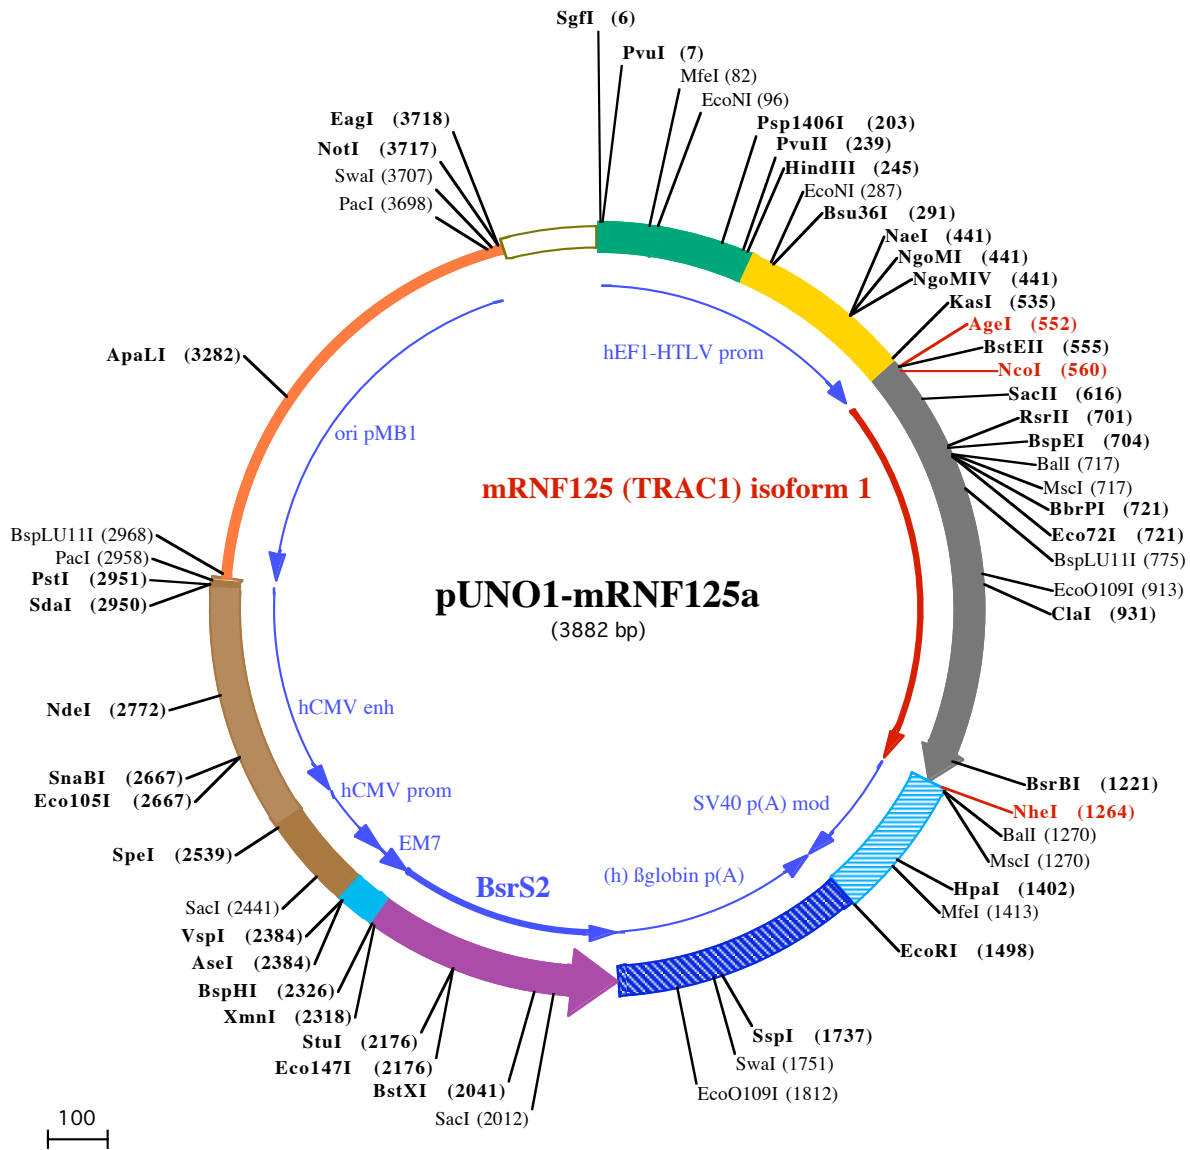 SgfI (6)
PvuI (7)
MfeI (82)
EcoNI (96)
Psp1406I (203)
PvuII (239)
HindIII (245)
EcoNI (287)
Bsu36I (291)
NaeI (441)
NgoMI (441)
NgoMIV (441)
KasI (535)
AgeI (552)
BstEII (555)
NcoI (560)
SacII (616)
RsrII (701)
BspEI (704)
BalI (717)
MscI (717)
BbrPI (721)
Eco72I (721)
BspLU11I (775)
EcoO109I (913)
ClaI (931)
BsrBI (1221)
NheI (1264)
BalI (1270)
MscI (1270)
HpaI (1402)
MfeI (1413)
EcoRI (1498)
SspI (1737)
SwaI (1751)
EcoO109I (1812)
SacI (2012)
BstXI (2041)
Eco147I (2176)
StuI (2176)
XmnI (2318)
BspHI (2326)
AseI (2384)
VspI (2384)
SacI (2441)
SpeI (2539)
Eco105I (2667)
SnaBI (2667)
NdeI (2772)
SdaI (2950)
PstI (2951)
PacI (2958)
BspLU11I (2968)
ApaLI (3282)
PacI (3698)
SwaI (3707)
NotI (3717)
EagI (3718)
hEF1-HTLV prom
ori pMB1
mRNF125 (TRAC1) isoform 1
pUNO1-mRNF125a
(3882 bp)
hCMV enh
hCMV prom
EM7
BsrS2
(h) ßglobin p(A)
SV40 p(A) mod
100